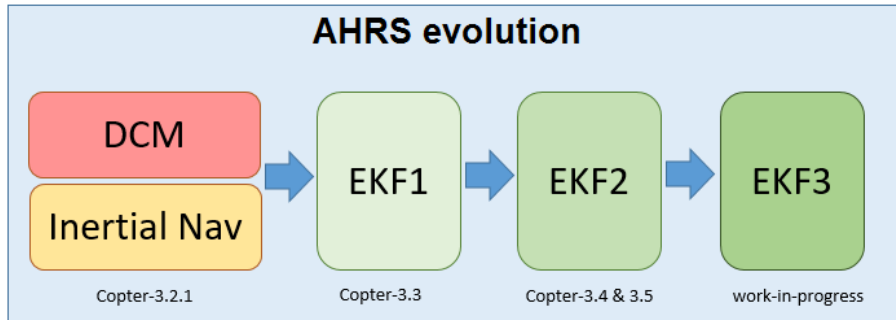 AHRS evolution
DCM
Inertial Nav
EKF1
EKF2
EKF3
Copter-3.2.1
Copter-3.3
Copter-3.4 & 3.5
work-in-progress